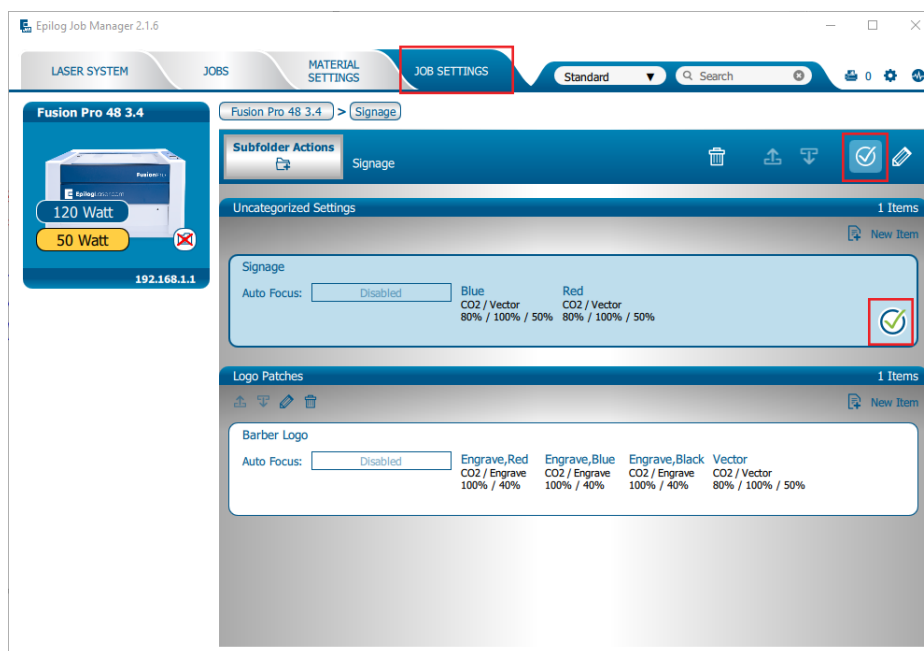 Epilog Job Manager 2.1.6
LASER SYSTEM
JOBS
MATERIAL
SETTINGS
JOB SETTINGS
Standard
Search
0
Fusion Pro 48 3.4
120 Watt
50 Watt
192.168.1.1
Fusion Pro 48 3.4 > Signage
Subfolder Actions
Signage
Uncategorized Settings 1 Items
New Item
Signage
Auto Focus: Disabled
Blue
CO2 / Vector
80% / 100% / 50%
Red
CO2 / Vector
80% / 100% / 50%
Logo Patches 1 Items
New Item
Barber Logo
Auto Focus: Disabled
Engrave,Red
CO2 / Engrave
100% / 40%
Engrave,Blue
CO2 / Engrave
100% / 40%
Engrave,Black
CO2 / Engrave
100% / 40%
Vector
CO2 / Vector
80% / 100% / 50%